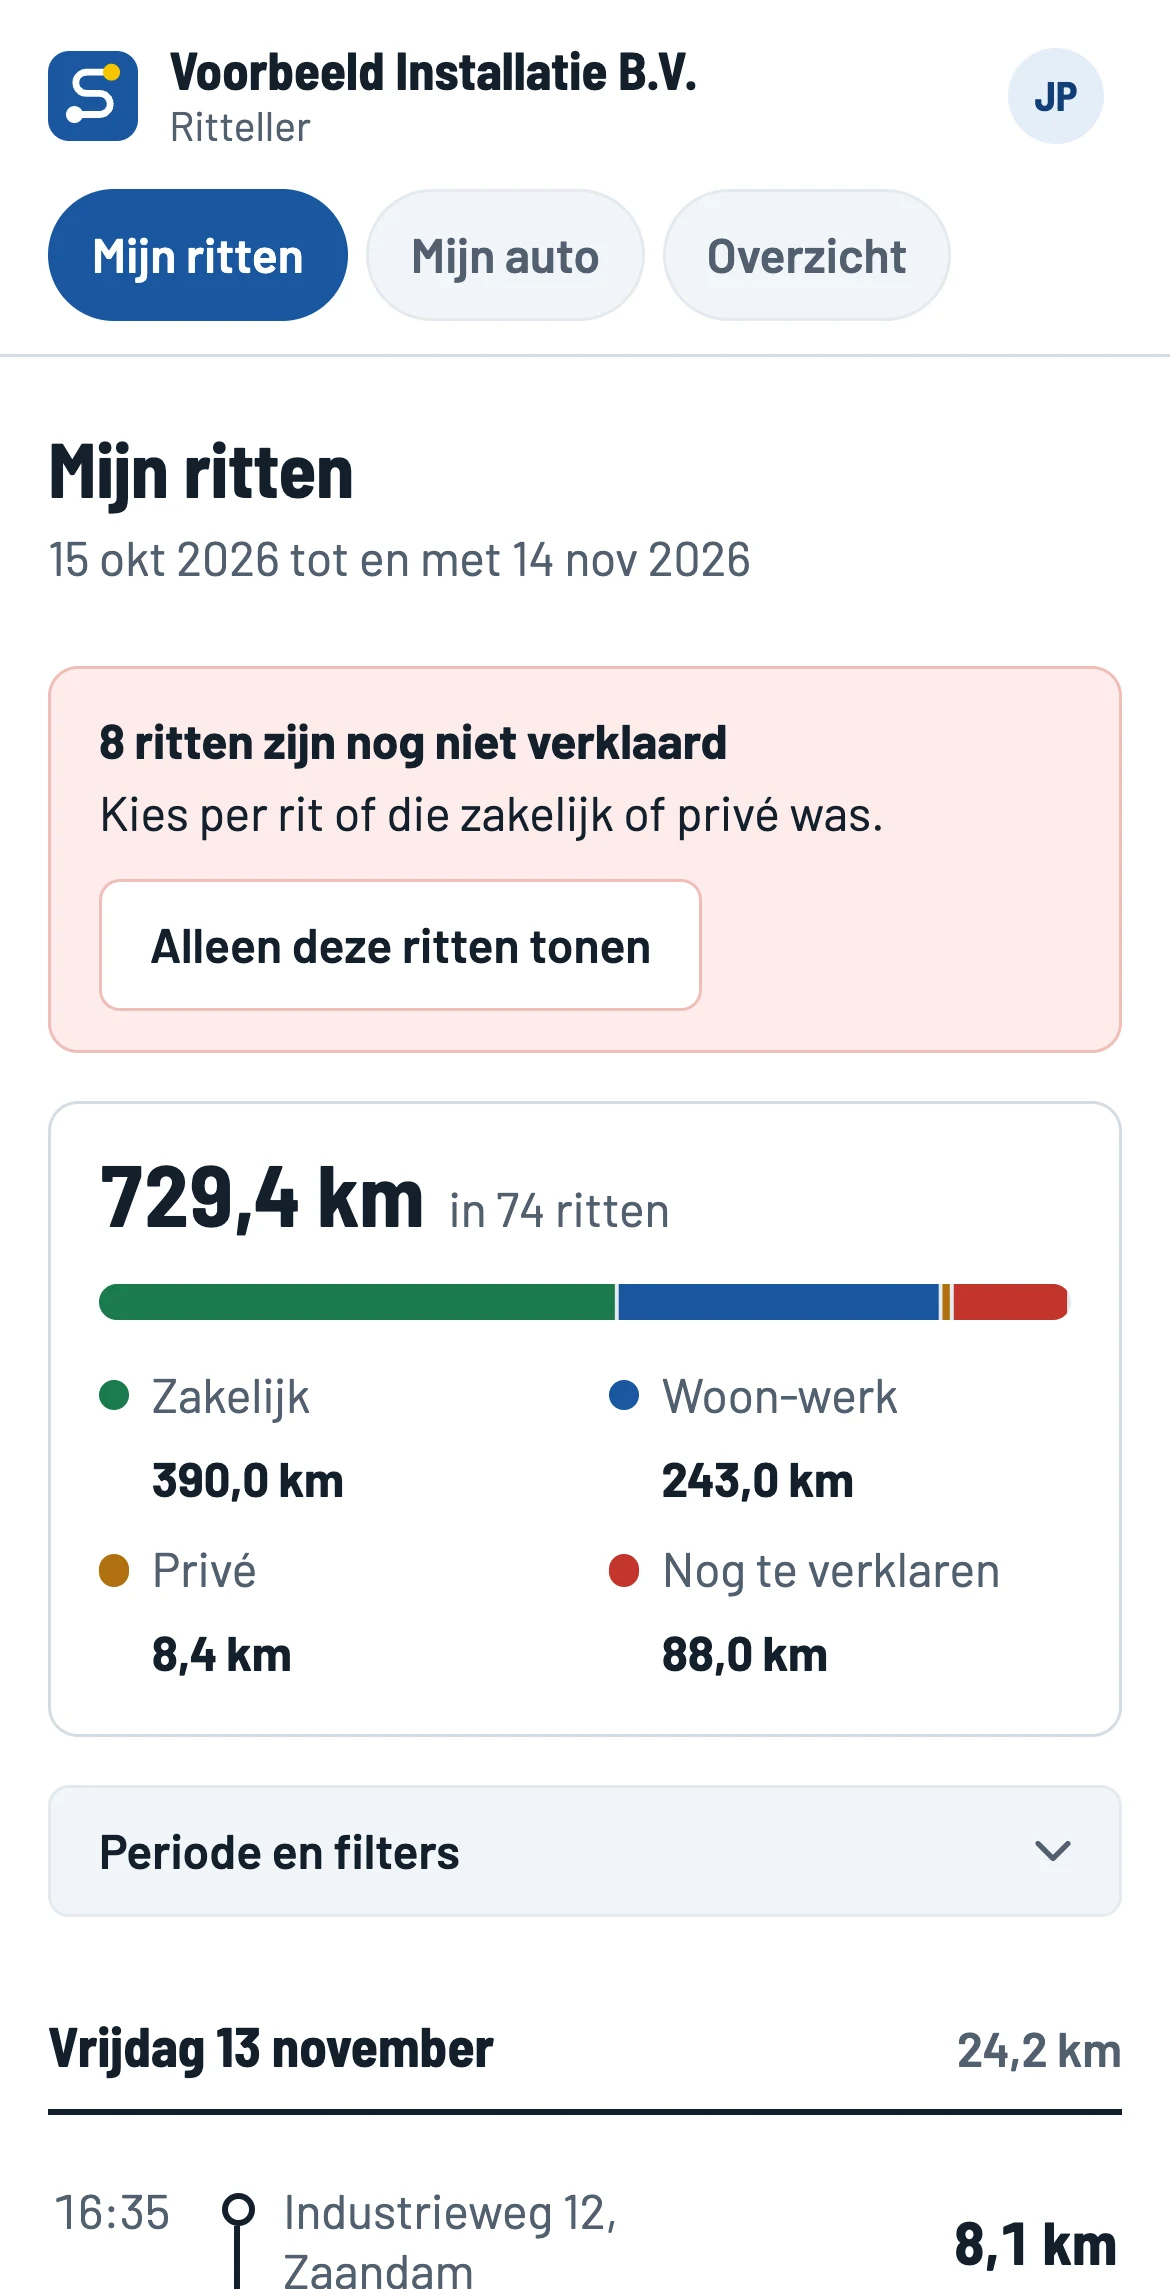 Voorbeeld Installatie B.V.
Ritteller
JP
Mijn ritten
Mijn auto
Overzicht
Mijn ritten
15 okt 2026 tot en met 14 nov 2026
8 ritten zijn nog niet verklaard
Kies per rit of die zakelijk of privé was.
Alleen deze ritten tonen
729,4 km in 74 ritten
Zakelijk
390,0 km
Woon-werk
243,0 km
Privé
8,4 km
Nog te verklaren
88,0 km
Periode en filters
Vrijdag 13 november
24,2 km
16:35
Industrieweg 12,
Zaandam
8,1 km